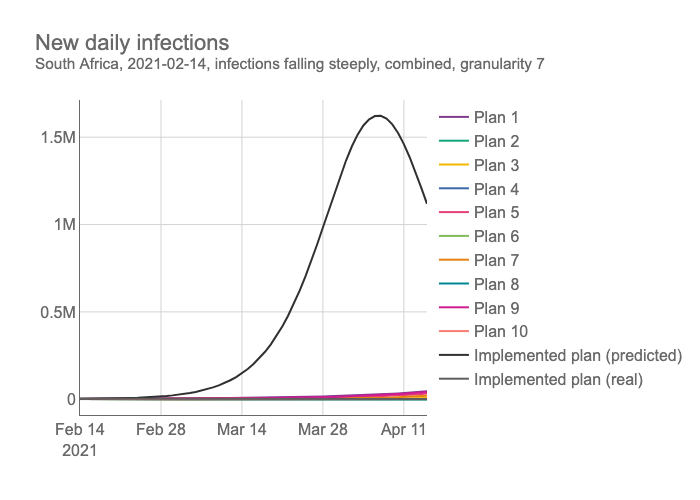 New daily infections
South Africa, 2021-02-14, infections falling steeply, combined, granularity 7
1.5M
1M
0.5M
0
Feb 14
2021
Feb 28
Mar 14
Mar 28
Apr 11
Plan 1
Plan 2
Plan 3
Plan 4
Plan 5
Plan 6
Plan 7
Plan 8
Plan 9
Plan 10
Implemented plan (predicted)
Implemented plan (real)